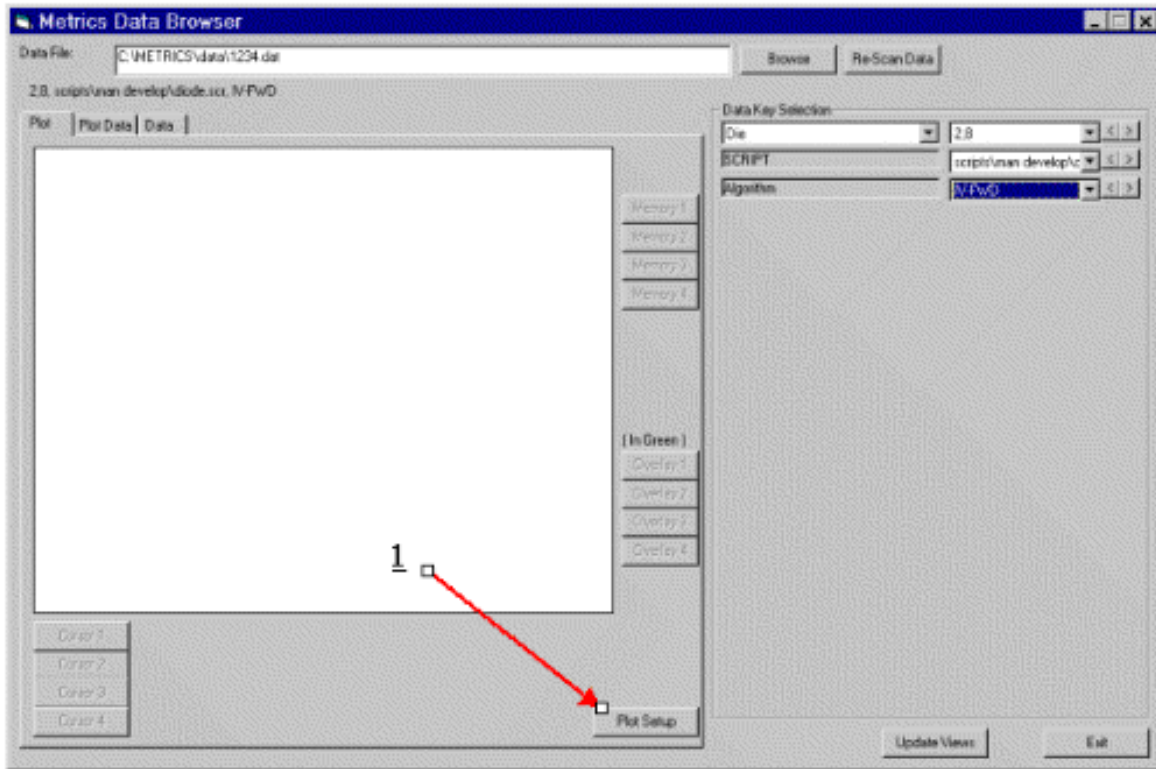 Metrics Data Browser
Data File: C:\METRICS\data\1234.dat Browse Re-Scan Data
2,8, scripts\man develop\diode.scr, IV-FWD
Plot Plot Data Data
Data Key Selection
Die 2,8 < >
SCRIPT scripts\man develop\c < >
Algorithm IV-FWD < >
Memory 1
Memory 2
Memory 3
Memory 4
( In Green )
Overlay 1
Overlay 2
Overlay 3
Overlay 4
1
Cursor 1
Cursor 2
Cursor 3
Cursor 4
Plot Setup
Update Views Exit